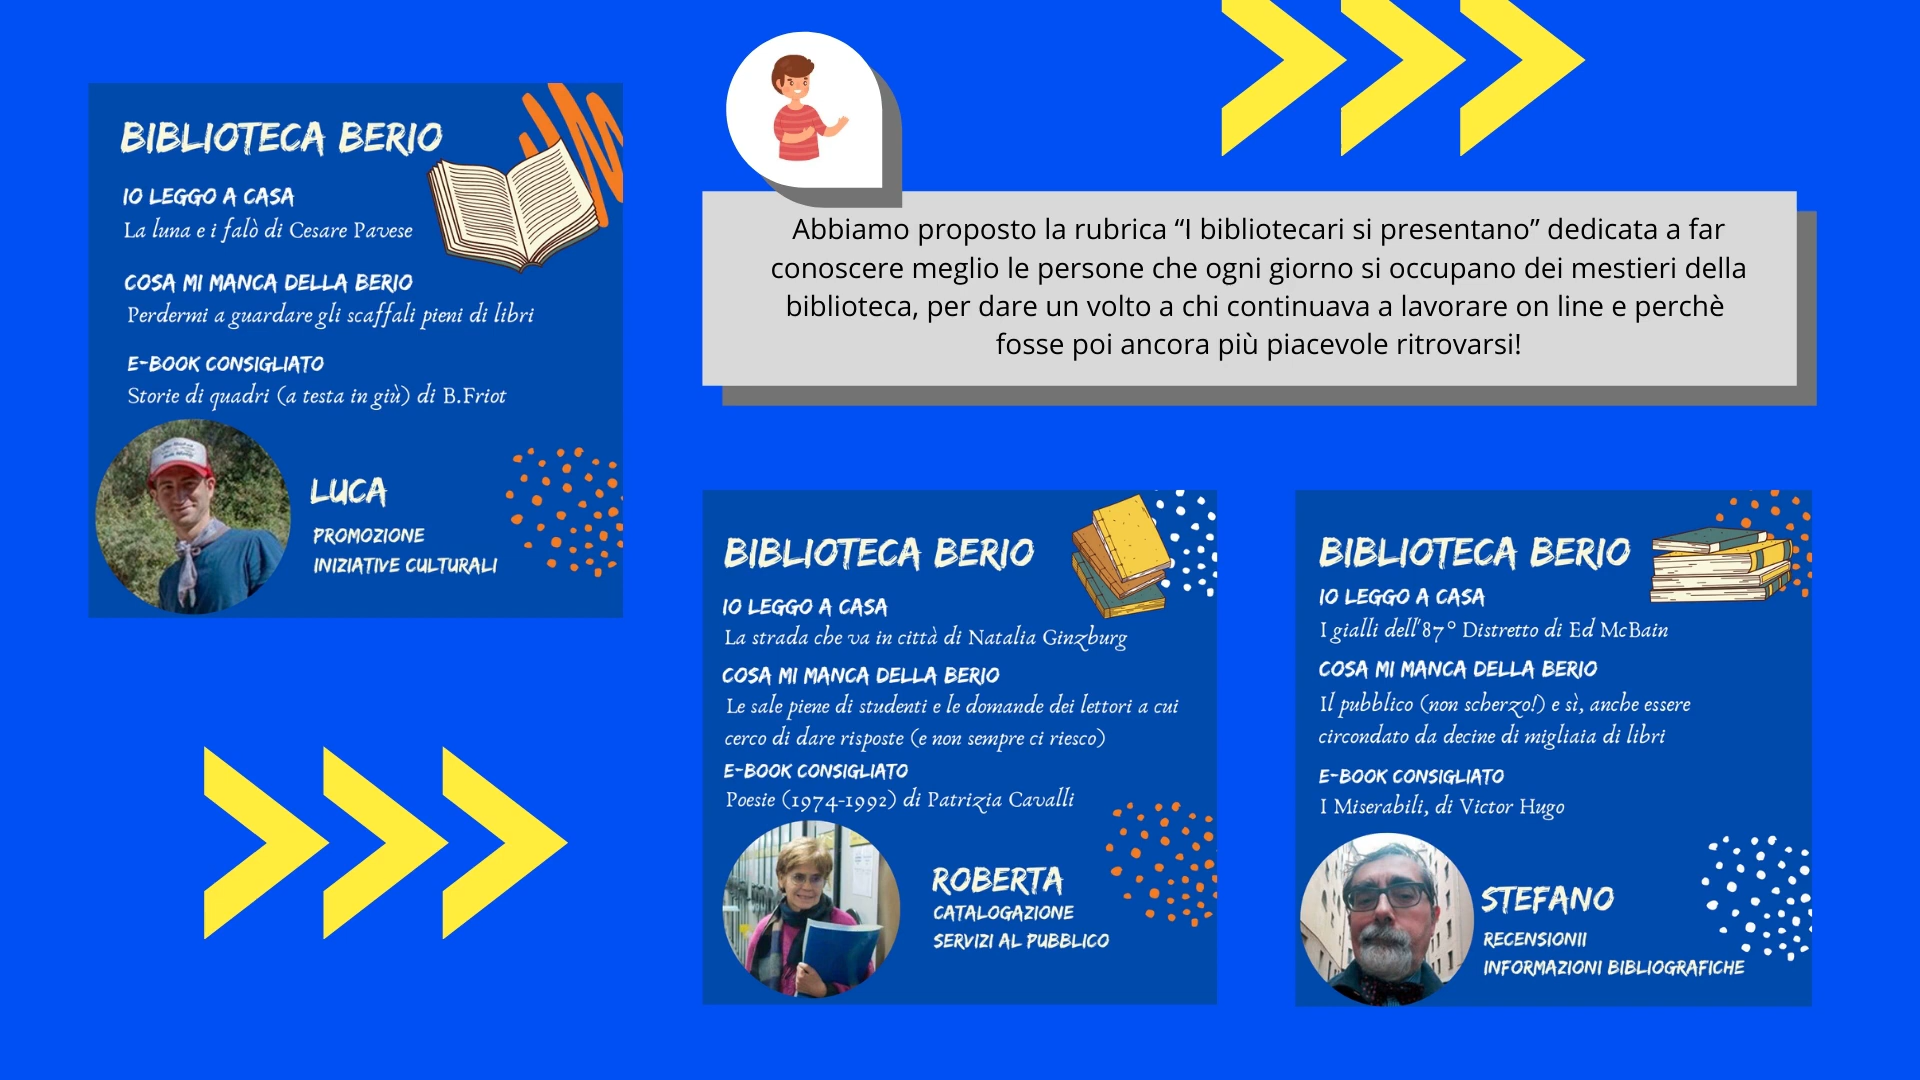 BIBLIOTECA BERIO
IO LEGGO A CASA
La luna e i falò di Cesare Pavese
COSA MI MANCA DELLA BERIO
Perdermi a guardare gli scaffali pieni di libri
E-BOOK CONSIGLIATO
Storie di quadri (a testa in giù) di B.Friot
LUCA
PROMOZIONE
INIZIATIVE CULTURALI
Abbiamo proposto la rubrica “I bibliotecari si presentano” dedicata a far
conoscere meglio le persone che ogni giorno si occupano dei mestieri della
biblioteca, per dare un volto a chi continuava a lavorare on line e perchè
fosse poi ancora più piacevole ritrovarsi!
BIBLIOTECA BERIO
IO LEGGO A CASA
La strada che va in città di Natalia Ginzburg
COSA MI MANCA DELLA BERIO
Le sale piene di studenti e le domande dei lettori a cui
cerco di dare risposte (e non sempre ci riesco)
E-BOOK CONSIGLIATO
Poesie (1974-1992) di Patrizia Cavalli
ROBERTA
CATALOGAZIONE
SERVIZI AL PUBBLICO
BIBLIOTECA BERIO
IO LEGGO A CASA
I gialli dell'87° Distretto di Ed McBain
COSA MI MANCA DELLA BERIO
Il pubblico (non scherzo!) e sì, anche essere
circondato da decine di migliaia di libri
E-BOOK CONSIGLIATO
I Miserabili, di Victor Hugo
STEFANO
RECENSIONII
INFORMAZIONI BIBLIOGRAFICHE